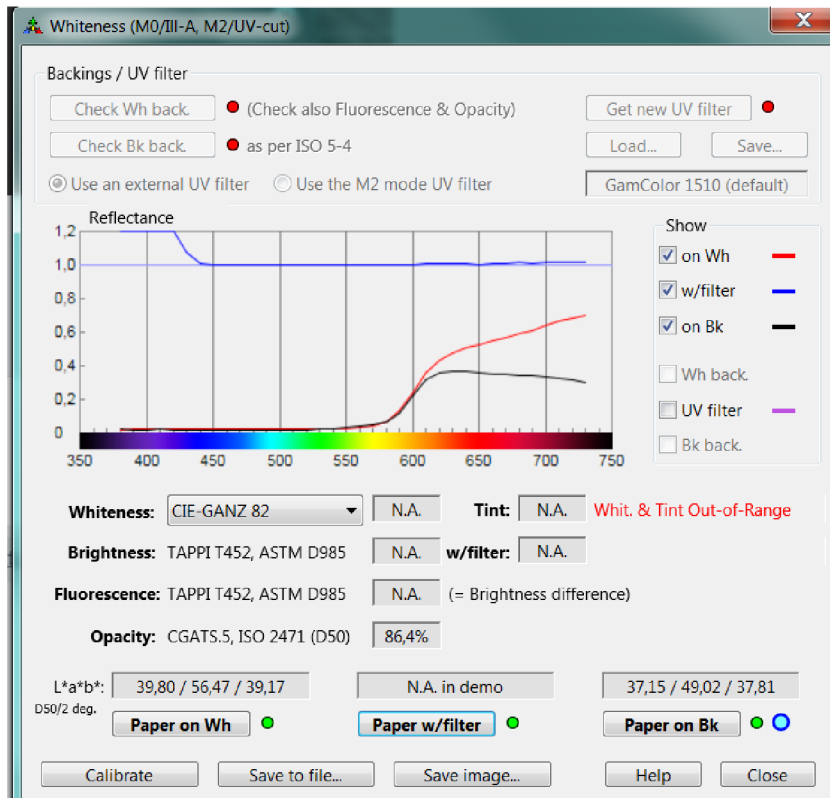 Whiteness (M0/Ill-A, M2/UV-cut)
Backings / UV filter
Check Wh back. (Check also Fluorescence & Opacity) Get new UV filter
Check Bk back. as per ISO 5-4 Load... Save...
Use an external UV filter Use the M2 mode UV filter GamColor 1510 (default)
Reflectance
Show
1,2
1,0
0,8
0,6
0,4
0,2
0
350 400 450 500 550 600 650 700 750
on Wh
w/filter
on Bk
Wh back.
UV filter
Bk back.
Whiteness: CIE-GANZ 82 N.A. Tint: N.A. Whit. & Tint Out-of-Range
Brightness: TAPPI T452, ASTM D985 N.A. w/filter: N.A.
Fluorescence: TAPPI T452, ASTM D985 N.A. (= Brightness difference)
Opacity: CGATS.5, ISO 2471 (D50) 86,4%
L*a*b*: 39,80 / 56,47 / 39,17 N.A. in demo 37,15 / 49,02 / 37,81
D50/2 deg.
Paper on Wh Paper w/filter Paper on Bk
Calibrate Save to file... Save image... Help Close